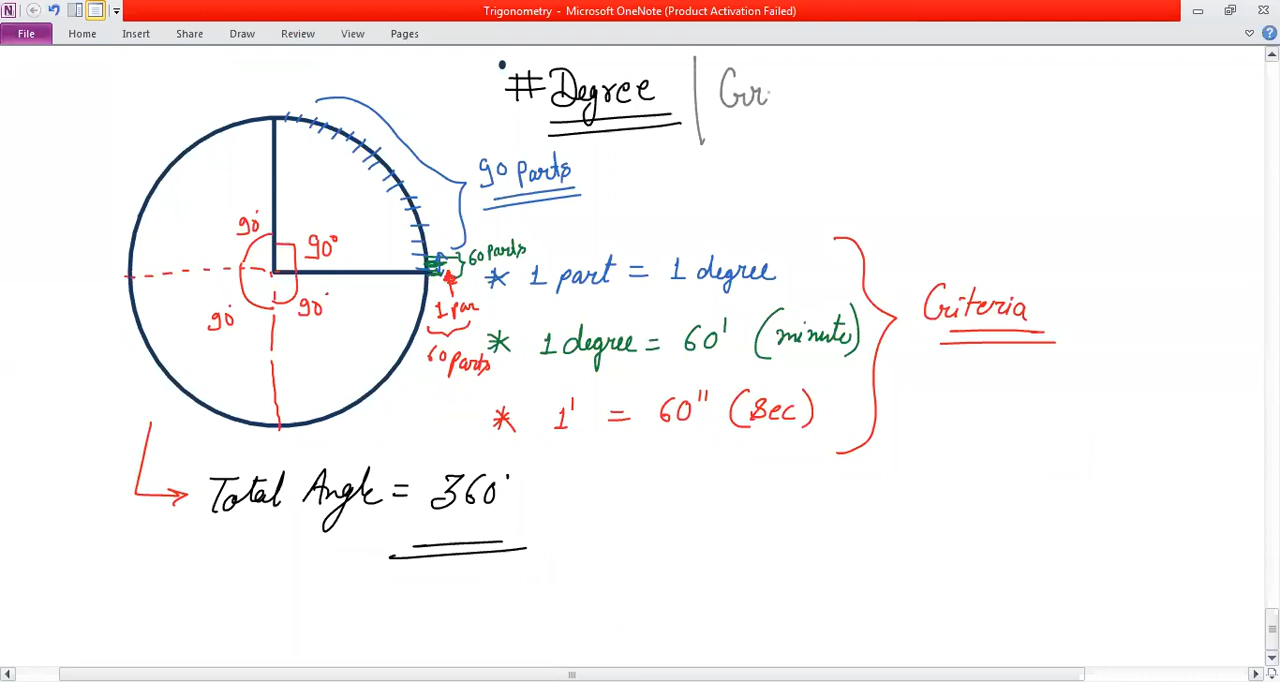 Trigonometry - Microsoft OneNote (Product Activation Failed)
File Home Insert Share Draw Review View Pages
# Degree
90 Parts
90°
90°
90°
90°
60 Parts
1 par
60 Parts
* 1 part = 1 degree
* 1 degree = 60' (minute)
* 1' = 60" (Sec)
Criteria
Total Angle = 360°